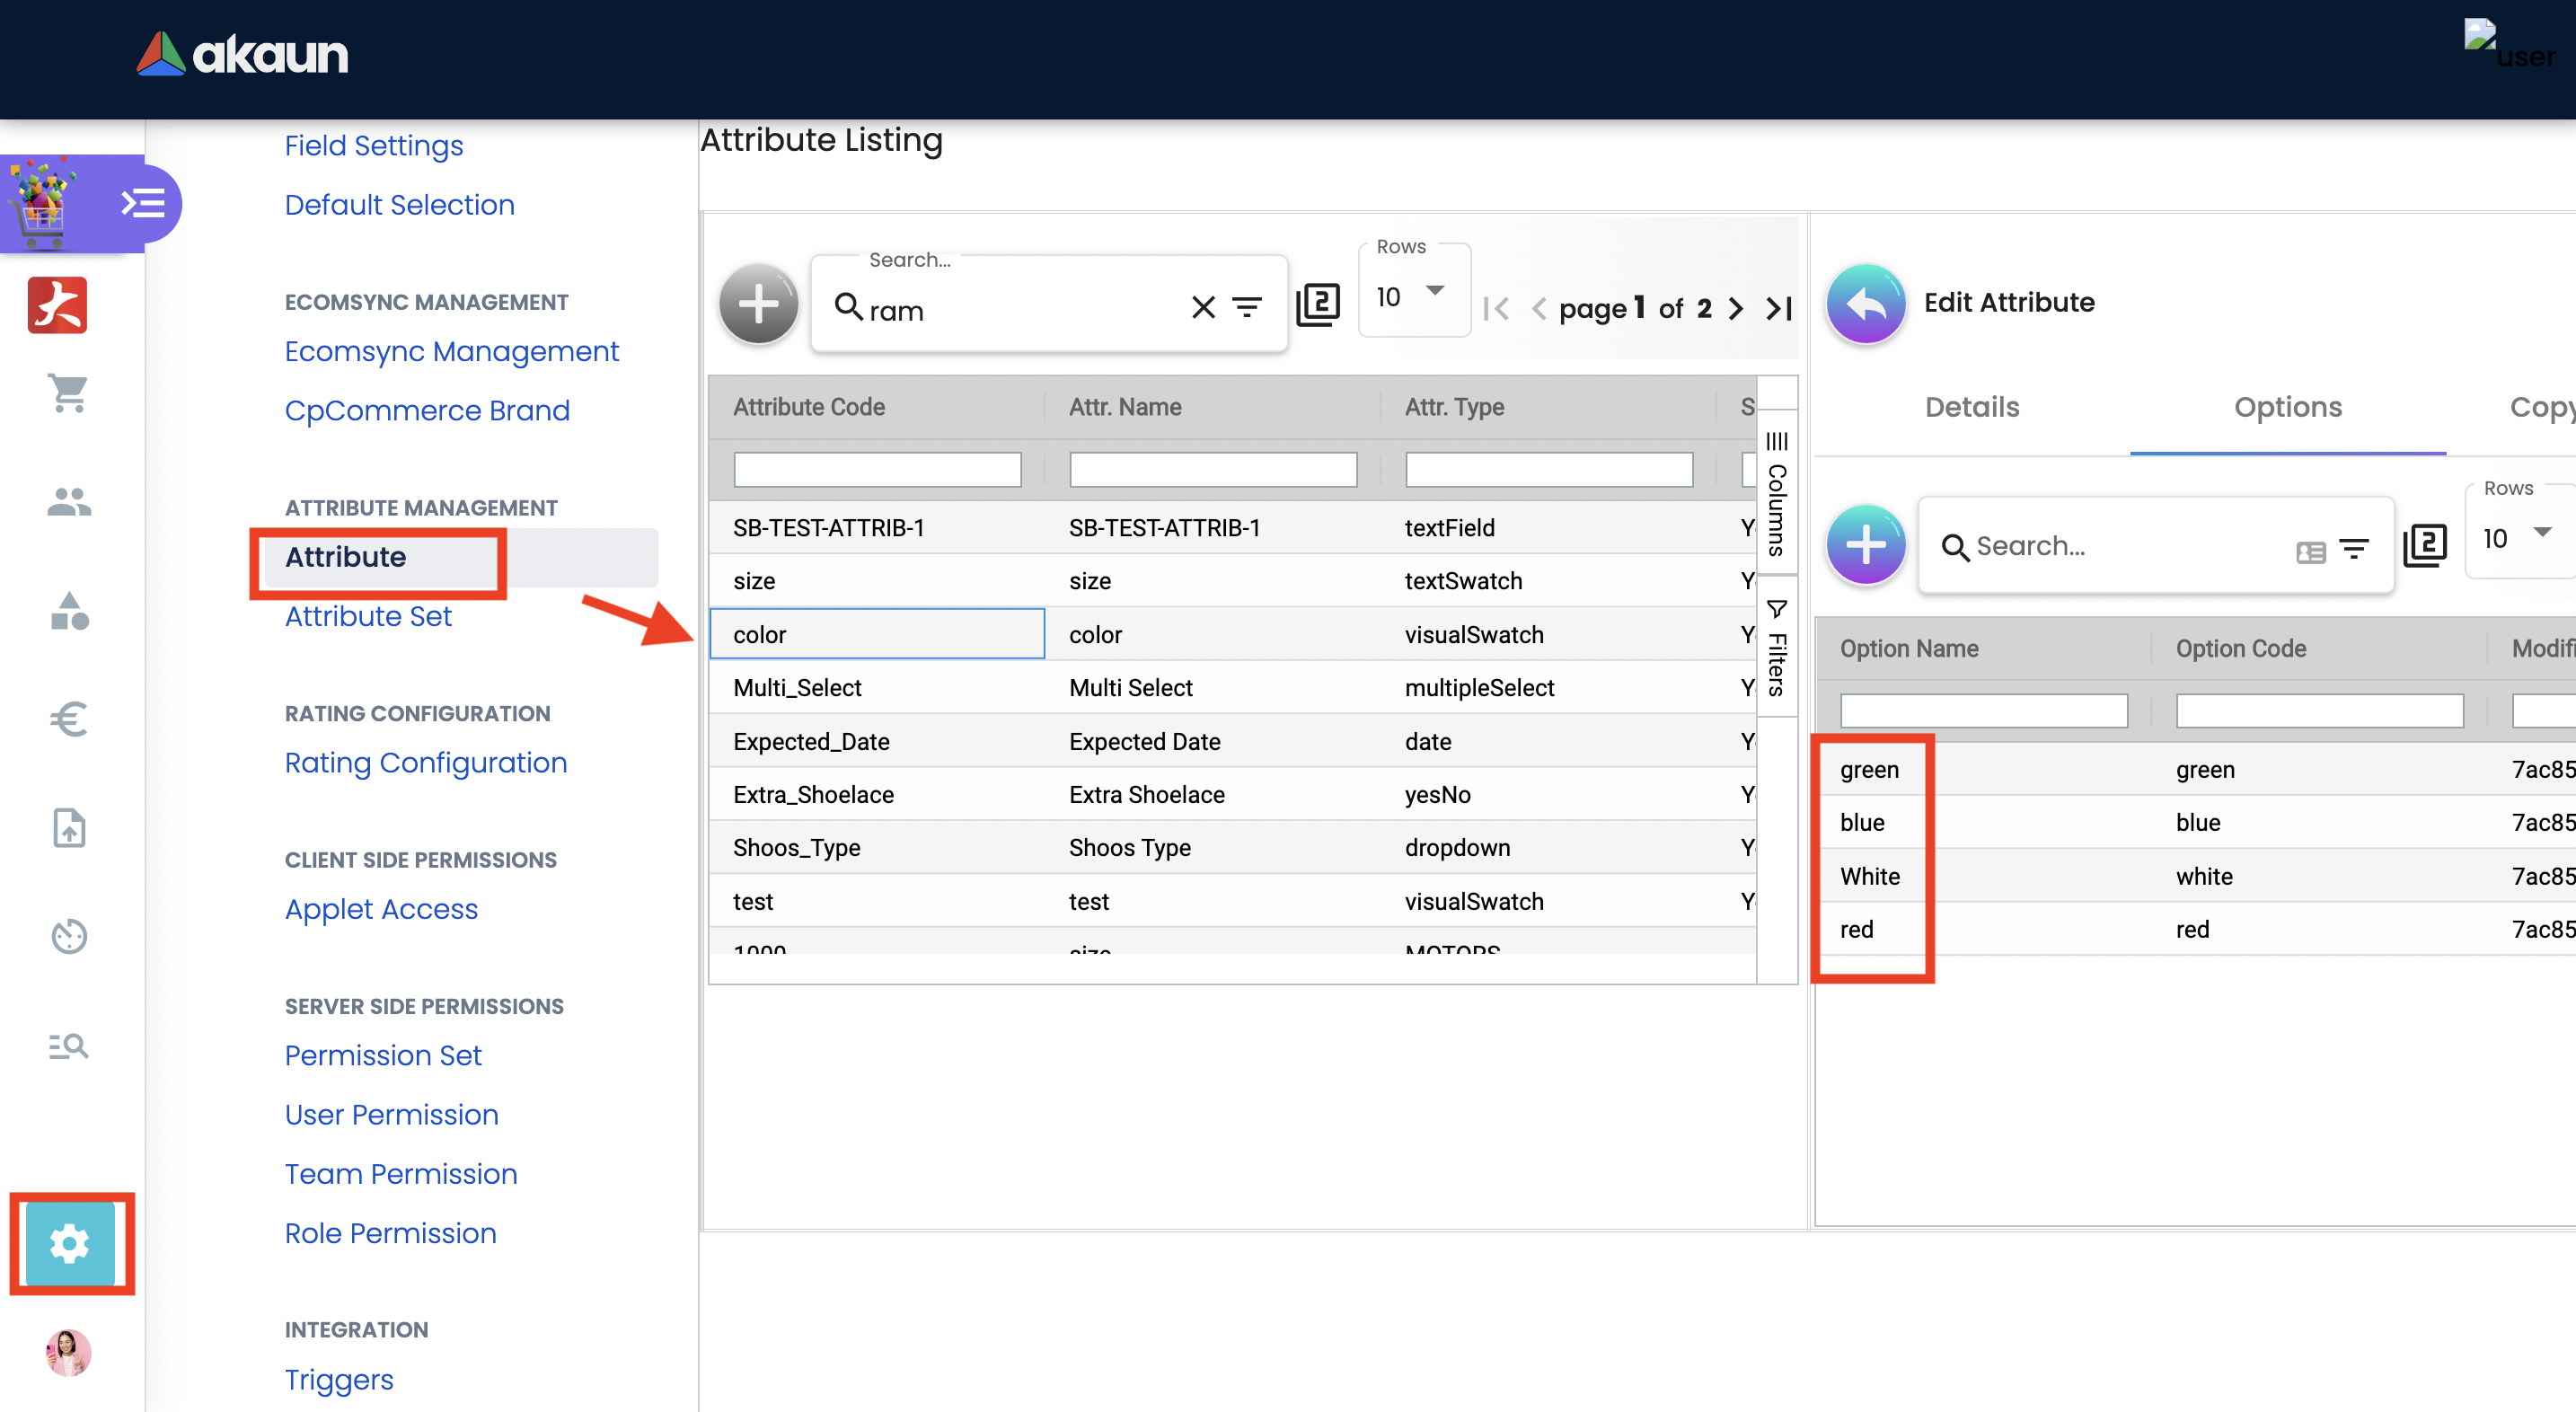 akaun
user
Field Settings
Default Selection
ECOMSYNC MANAGEMENT
Ecomsync Management
CpCommerce Brand
ATTRIBUTE MANAGEMENT
Attribute
Attribute Set
RATING CONFIGURATION
Rating Configuration
CLIENT SIDE PERMISSIONS
Applet Access
SERVER SIDE PERMISSIONS
Permission Set
User Permission
Team Permission
Role Permission
INTEGRATION
Triggers
Attribute Listing
Search...
ram
2
Rows
10
page 1 of 2
Attribute Code Attr. Name Attr. Type S
SB-TEST-ATTRIB-1 SB-TEST-ATTRIB-1 textField Y
size size textSwatch Y
color color visualSwatch Y
Multi_Select Multi Select multipleSelect Y
Expected_Date Expected Date date Y
Extra_Shoelace Extra Shoelace yesNo Y
Shoos_Type Shoos Type dropdown Y
test test visualSwatch Y
1000 size MOTORS
Columns
Filters
Edit Attribute
Details Options Copy
Search...
2
Rows
10
Option Name Option Code Modifi
green green 7ac85
blue blue 7ac85
White white 7ac85
red red 7ac85